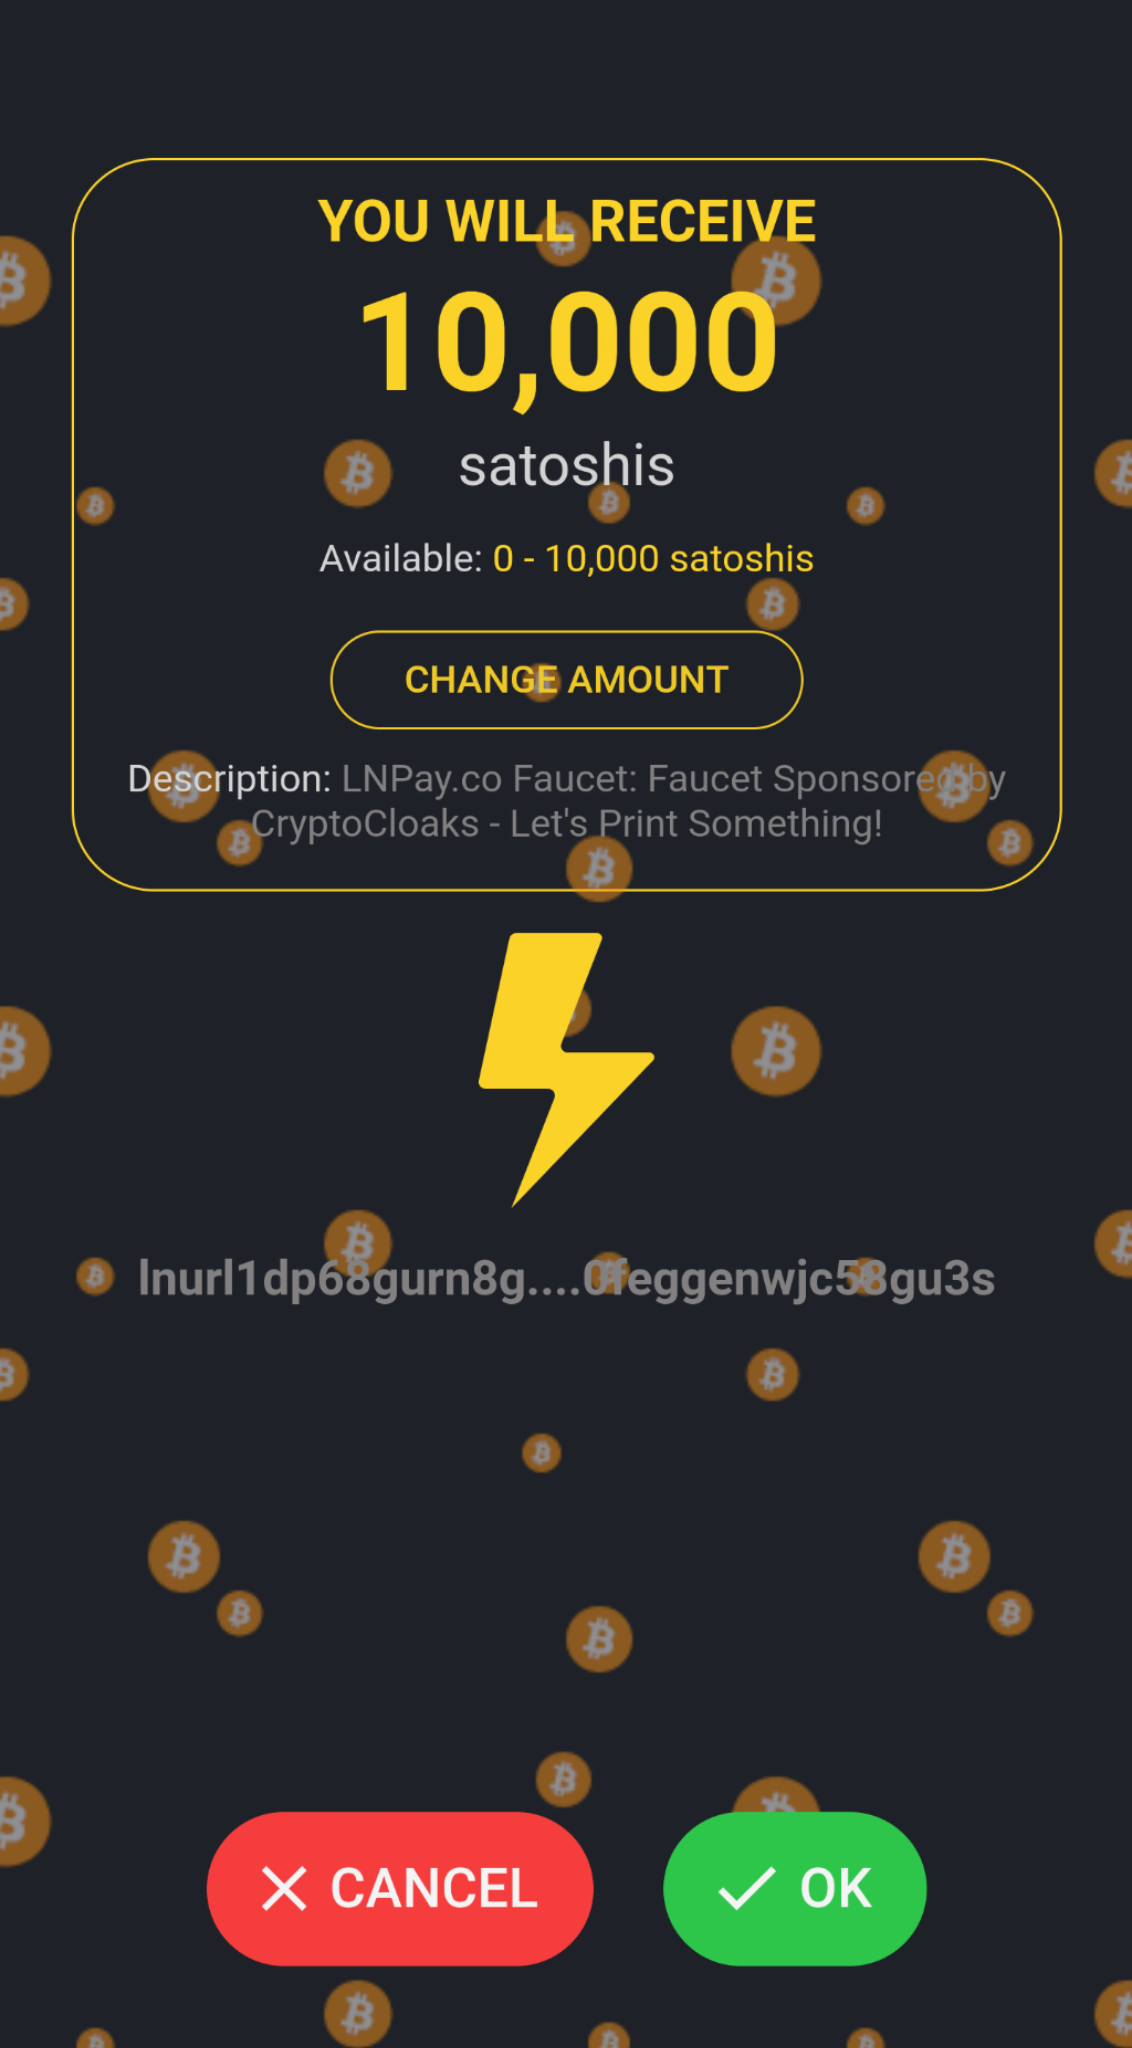 YOU WILL RECEIVE
10,000
satoshis
Available: 0 - 10,000 satoshis
CHANGE AMOUNT
Description: LNPay.co Faucet: Faucet Sponsored by
CryptoCloaks - Let's Print Something!
lnurl1dp68gurn8g....0feggenwjc58gu3s
CANCEL
OK